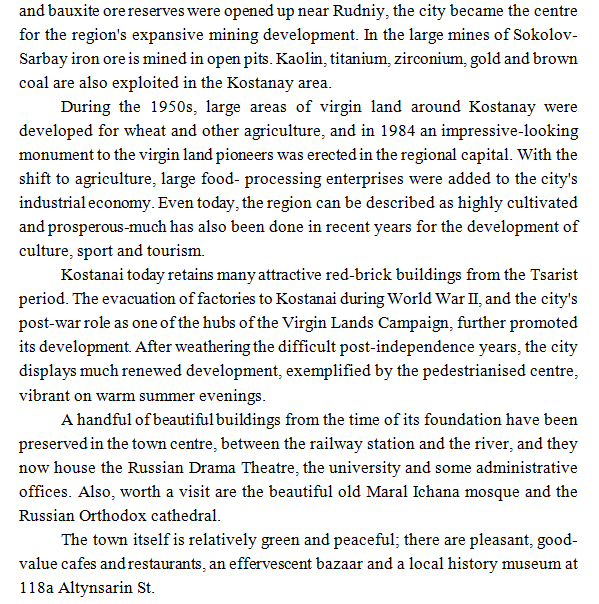 and bauxite ore reserves were opened up near Rudniy, the city became the centre
for the region's expansive mining development. In the large mines of Sokolov-
Sarbay iron ore is mined in open pits. Kaolin, titanium, zirconium, gold and brown
coal are also exploited in the Kostanay area.
During the 1950s, large areas of virgin land around Kostanay were
developed for wheat and other agriculture, and in 1984 an impressive-looking
monument to the virgin land pioneers was erected in the regional capital. With the
shift to agriculture, large food- processing enterprises were added to the city's
industrial economy. Even today, the region can be described as highly cultivated
and prosperous-much has also been done in recent years for the development of
culture, sport and tourism.
Kostanai today retains many attractive red-brick buildings from the Tsarist
period. The evacuation of factories to Kostanai during World War II, and the city's
post-war role as one of the hubs of the Virgin Lands Campaign, further promoted
its development. After weathering the difficult post-independence years, the city
displays much renewed development, exemplified by the pedestrianised centre,
vibrant on warm summer evenings.
A handful of beautiful buildings from the time of its foundation have been
preserved in the town centre, between the railway station and the river, and they
now house the Russian Drama Theatre, the university and some administrative
offices. Also, worth a visit are the beautiful old Maral Ichana mosque and the
Russian Orthodox cathedral.
The town itself is relatively green and peaceful; there are pleasant, good-
value cafes and restaurants, an effervescent bazaar and a local history museum at
118a Altynsarin St.